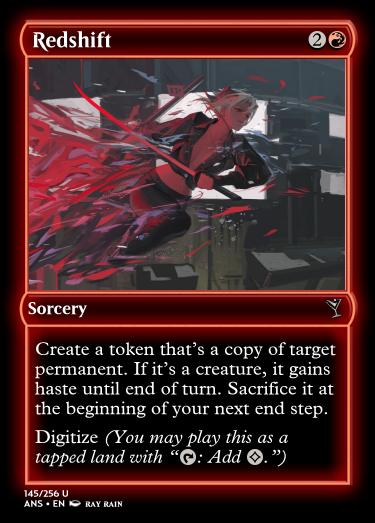 Redshift 2
Sorcery
Create a token that's a copy of target
permanent. If it's a creature, it gains
haste until end of turn. Sacrifice it at
the beginning of your next end step.
Digitize (You may play this as a
tapped land with “: Add .”)
145/256 U
ANS • EN RAY RAIN